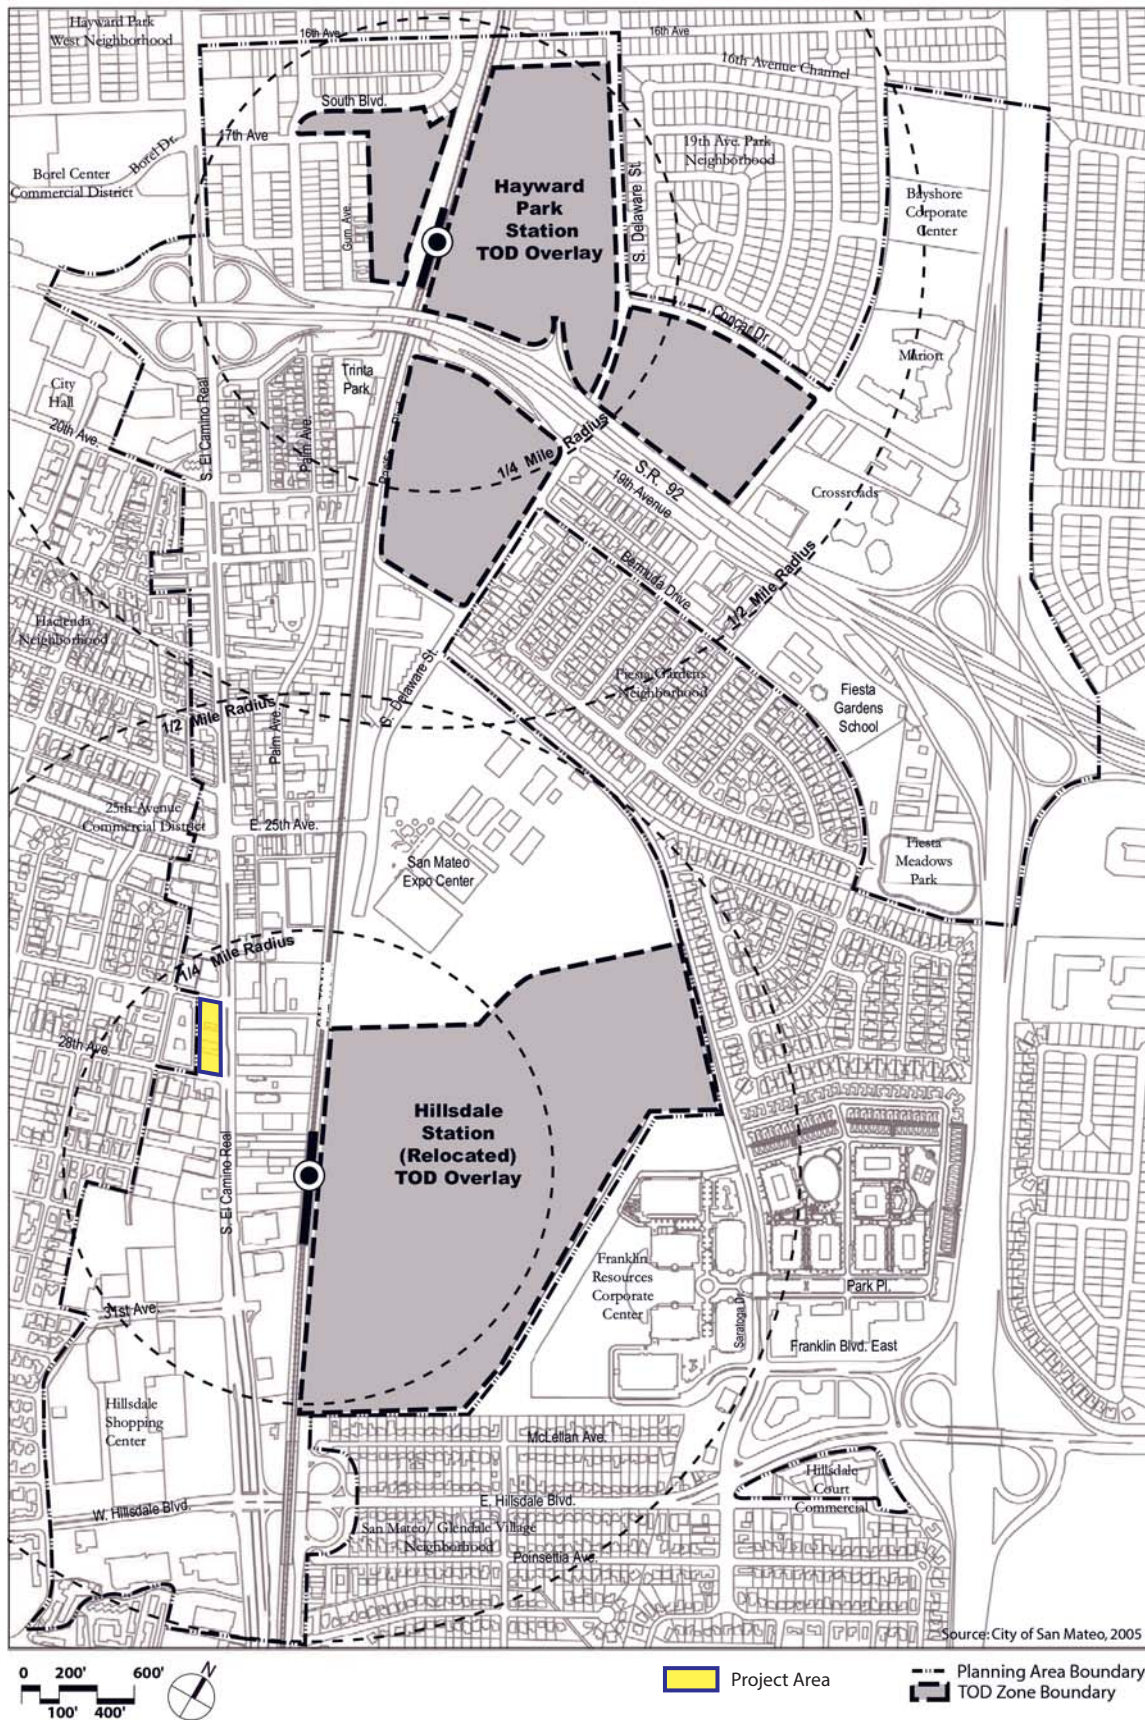 Hayward Park
West Neighborhood
16th Ave
16th Ave
16th Avenue Channel
South Blvd.
17th Ave
Borel Dr.
Borel Center
Commercial District
19th Ave. Park
Neighborhood
S. Delaware St.
Hayward
Park
Station
TOD Overlay
Gum Ave.
Bayshore
Corporate
Center
Concar Dr
Mariott
Trinta
Park
City
Hall
20th Ave.
S. El Camino Real
Palm Ave.
Pacific
1/4 Mile Radius
S.R. 92
19th Avenue
Crossroads
Bermuda Drive
1/2 Mile Radius
Hacienda
Neighborhood
Fiesta Gardens
Neighborhood
Fiesta
Gardens
School
D. Delaware St.
1/2 Mile Radius
Palm Ave.
25th Avenue
Commercial District
E. 25th Ave.
San Mateo
Expo Center
Fiesta
Meadows
Park
1/4 Mile Radius
28th Ave.
Hillsdale
Station
(Relocated)
TOD Overlay
S. El Camino Real
Franklin
Resources
Corporate
Center
Park Pl.
Saratoga Dr.
31st Ave.
Franklin Blvd. East
Hillsdale
Shopping
Center
McLellan Ave.
Hillsdale
Court
Commercial
W. Hillsdale Blvd.
E. Hillsdale Blvd.
San Mateo/ Glendale Village
Neighborhood
Poinsettia Ave.
Source: City of San Mateo, 2005
0 200' 600'
100' 400'
N
Project Area
Planning Area Boundary
TOD Zone Boundary